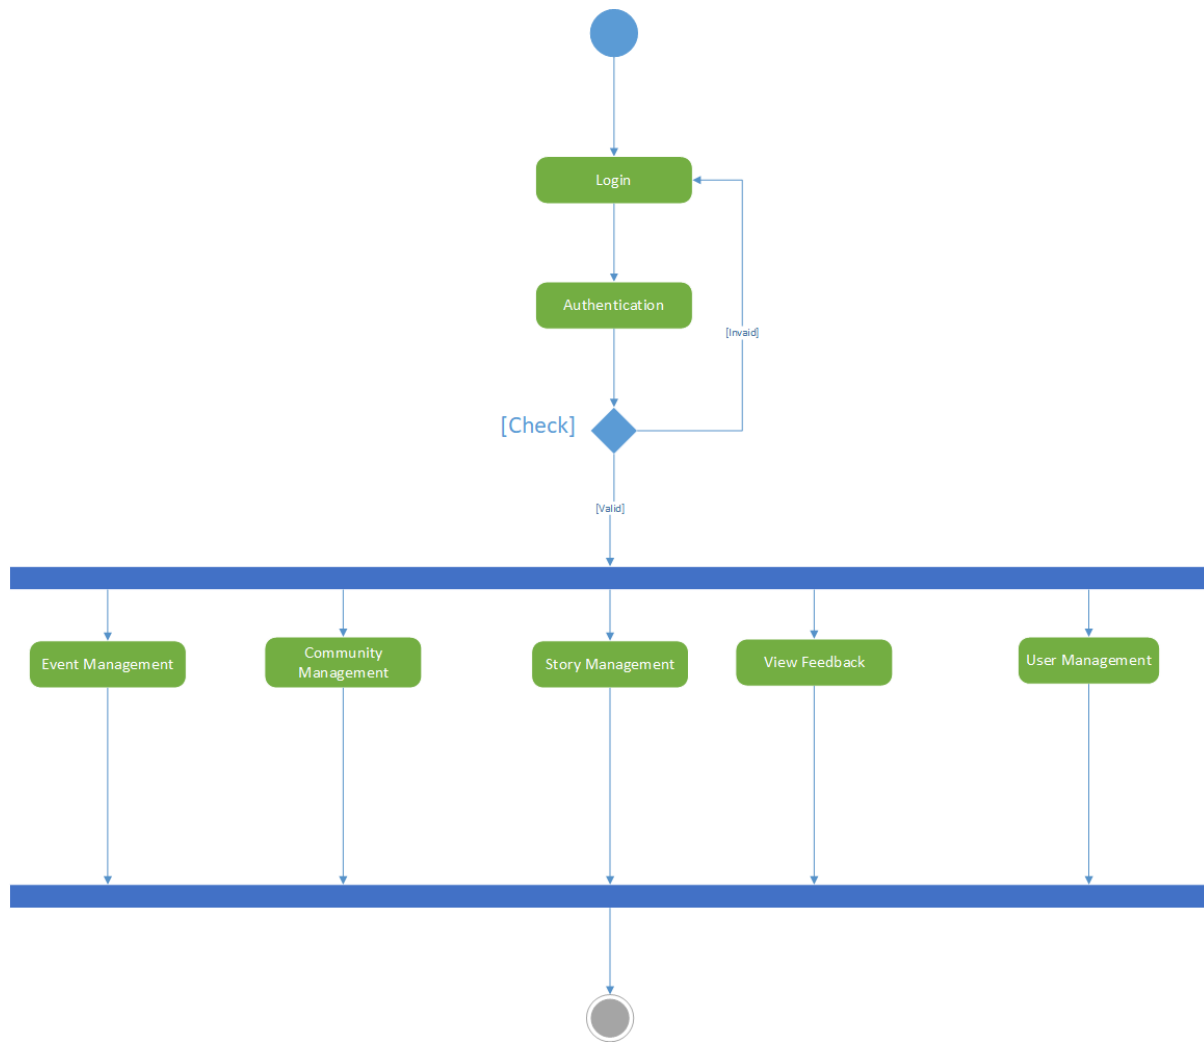 Login
Authentication
[Invaid]
[Check]
[Valid]
Event Management
Community
Management
Story Management
View Feedback
User Management